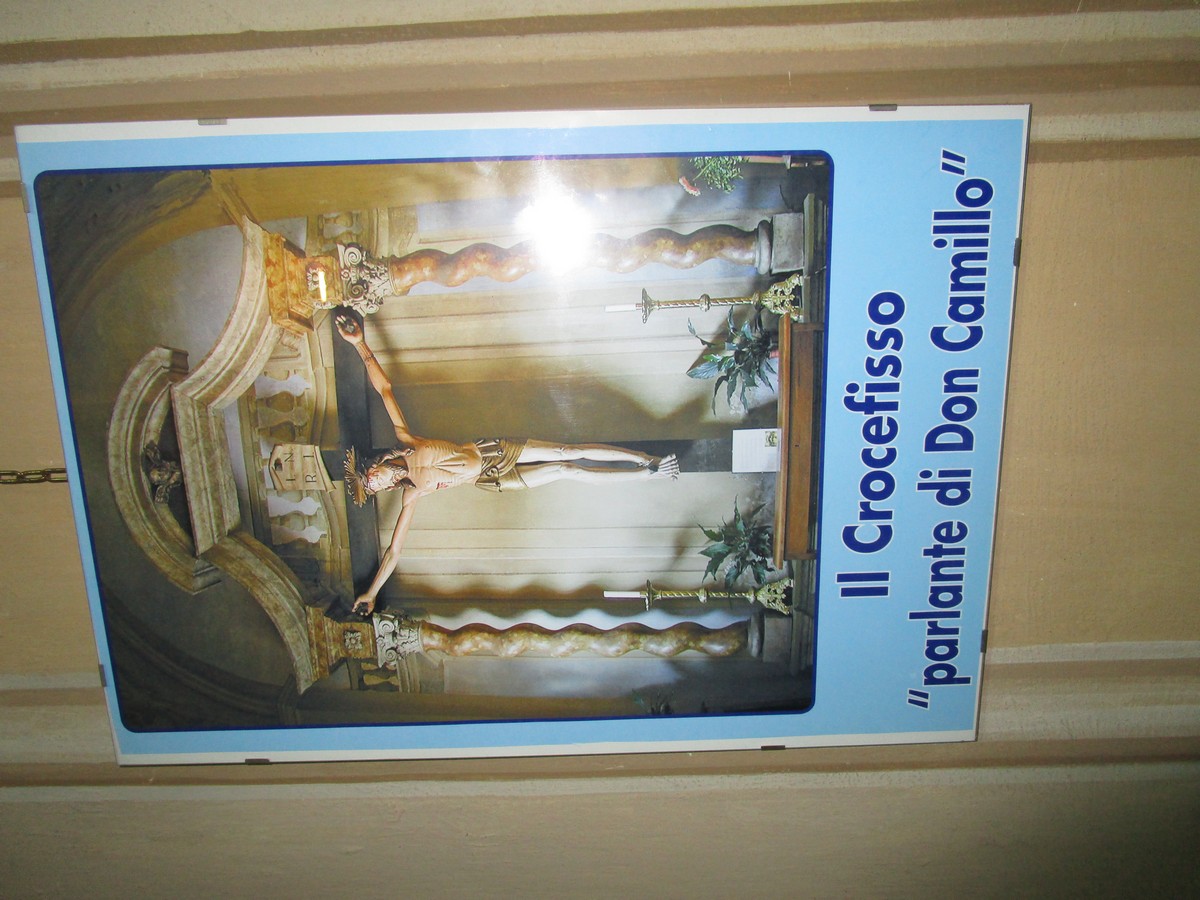 I N
R I
Il Crocefisso
"parlante di Don Camillo"